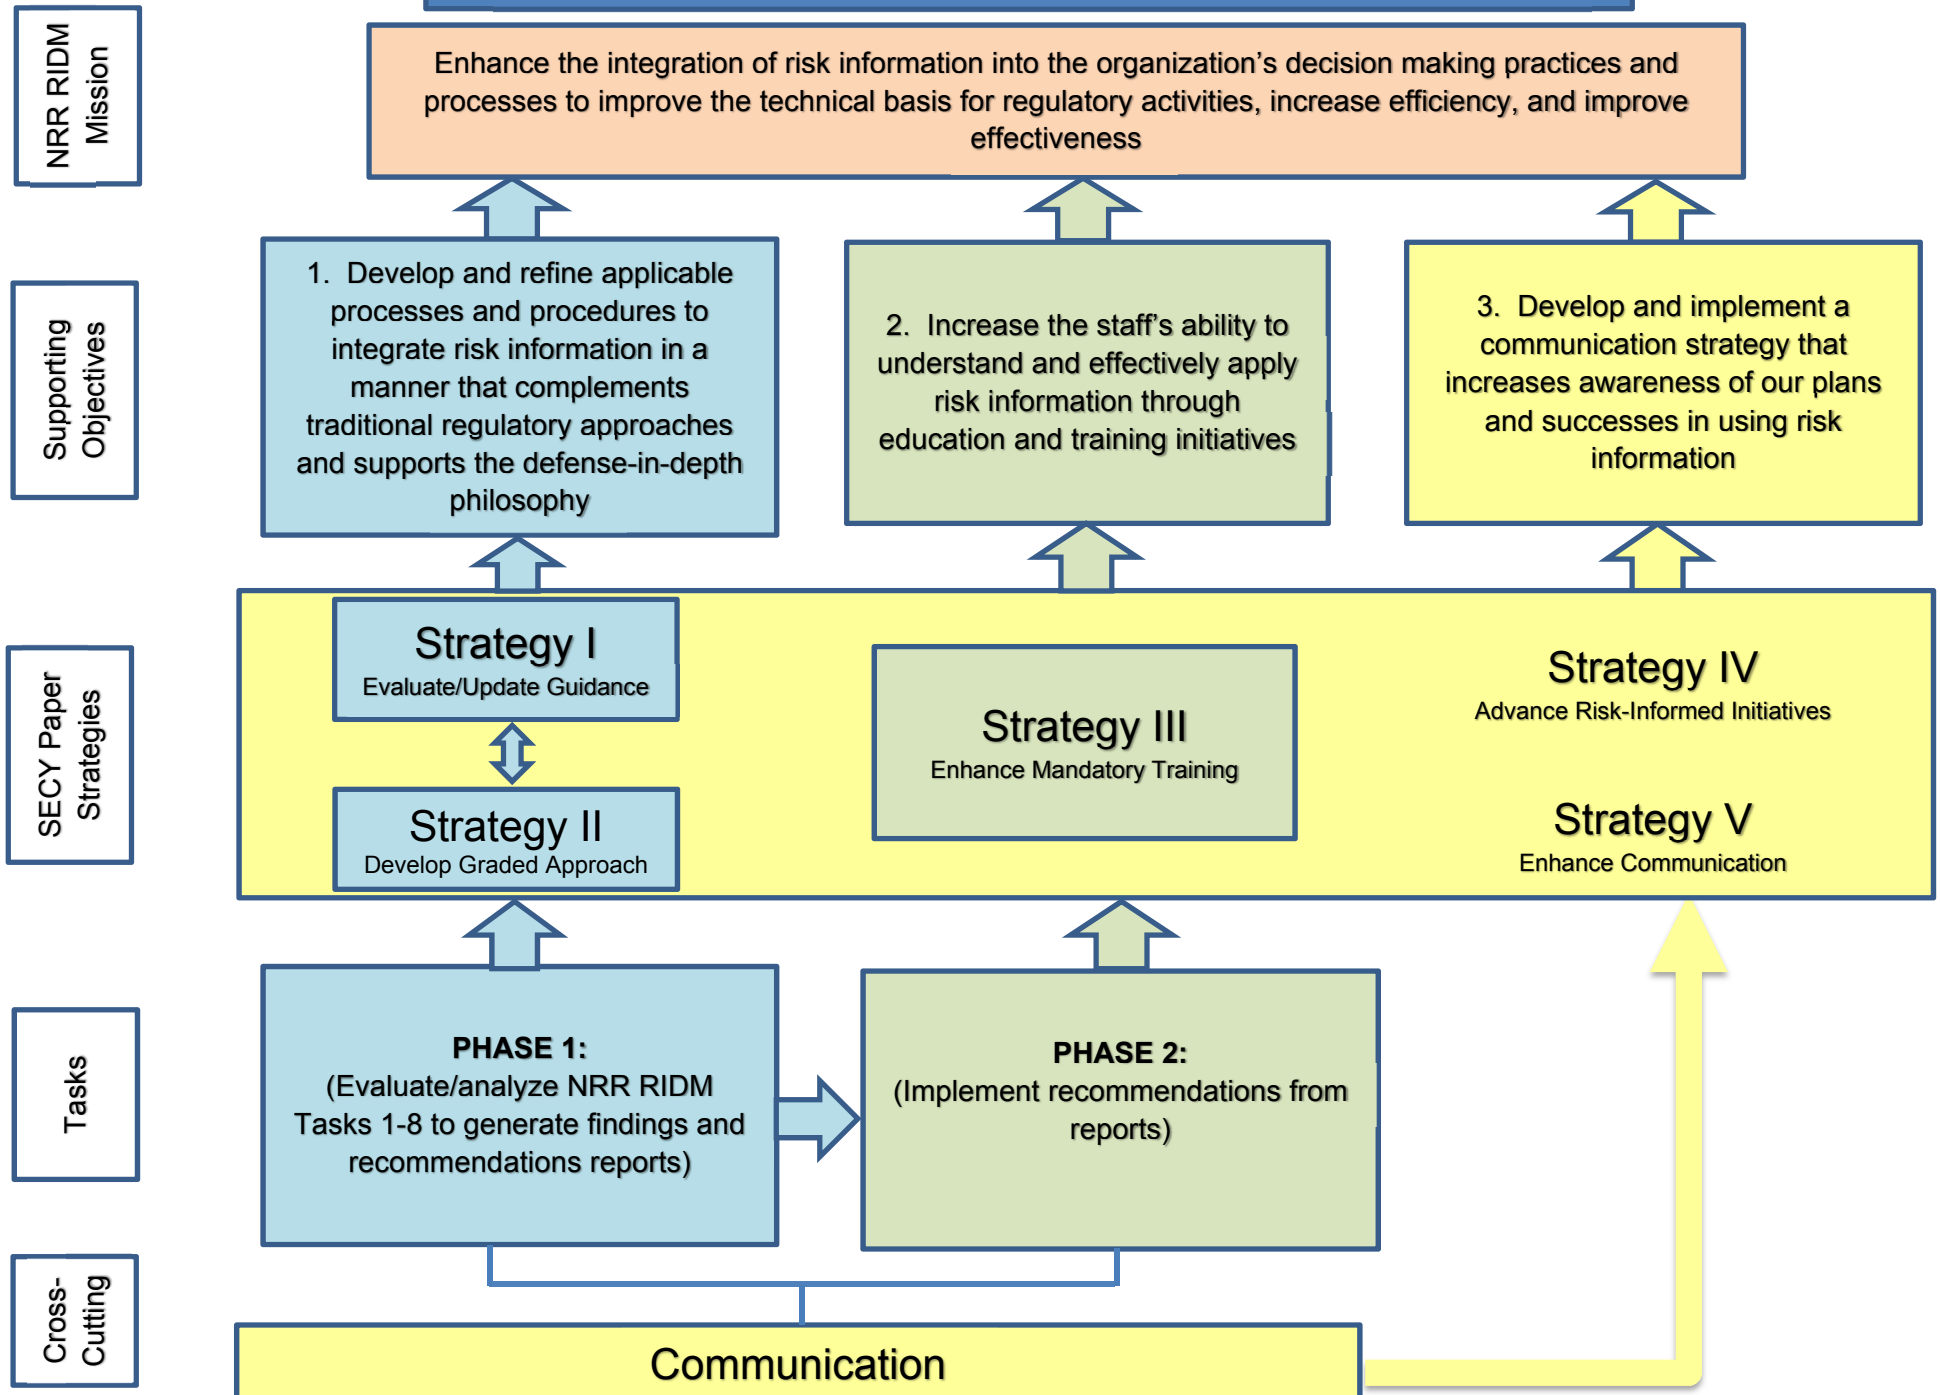 NRR RIDM
Mission
Enhance the integration of risk information into the organization’s decision making practices and
processes to improve the technical basis for regulatory activities, increase efficiency, and improve
effectiveness
Supporting
Objectives
1. Develop and refine applicable
processes and procedures to
integrate risk information in a
manner that complements
traditional regulatory approaches
and supports the defense-in-depth
philosophy
2. Increase the staff’s ability to
understand and effectively apply
risk information through
education and training initiatives
3. Develop and implement a
communication strategy that
increases awareness of our plans
and successes in using risk
information
SECY Paper
Strategies
Strategy I
Evaluate/Update Guidance
Strategy II
Develop Graded Approach
Strategy III
Enhance Mandatory Training
Strategy IV
Advance Risk-Informed Initiatives
Strategy V
Enhance Communication
Tasks
PHASE 1:
(Evaluate/analyze NRR RIDM
Tasks 1-8 to generate findings and
recommendations reports)
PHASE 2:
(Implement recommendations from
reports)
Cross-
Cutting
Communication